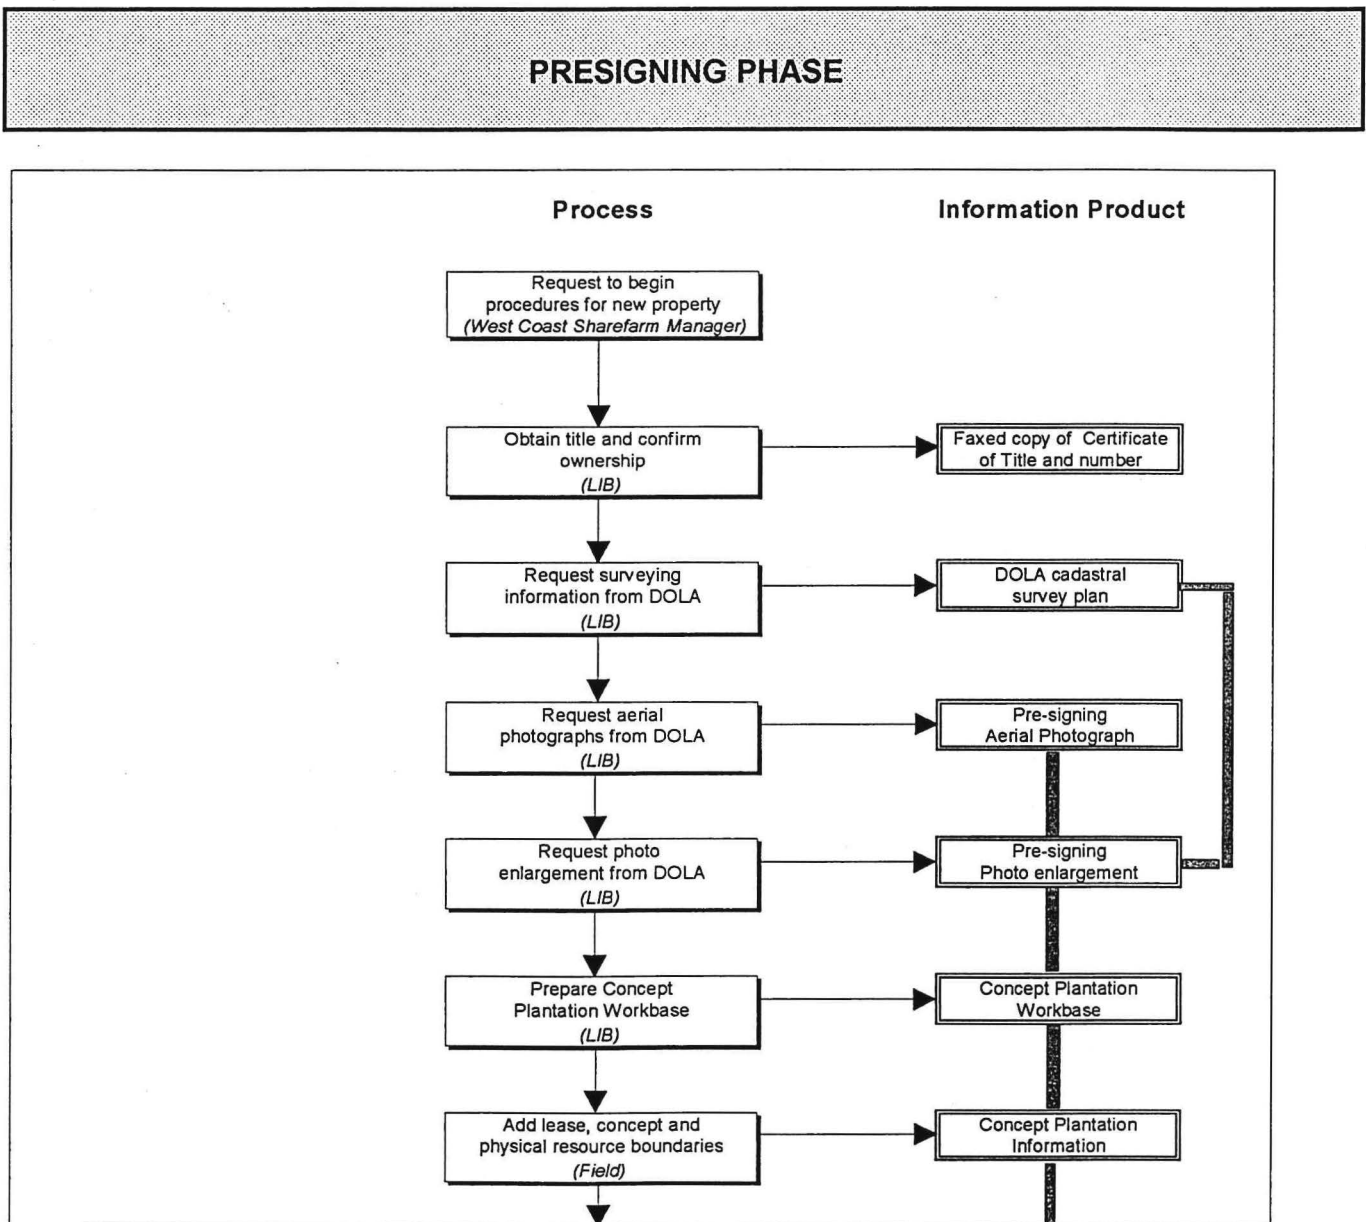 PRESIGNING PHASE
Process
Information Product
Request to begin
procedures for new property
(West Coast Sharefarm Manager)
Obtain title and confirm
ownership
(LIB)
Faxed copy of Certificate
of Title and number
Request surveying
information from DOLA
(LIB)
DOLA cadastral
survey plan
Request aerial
photographs from DOLA
(LIB)
Pre-signing
Aerial Photograph
Request photo
enlargement from DOLA
(LIB)
Pre-signing
Photo enlargement
Prepare Concept
Plantation Workbase
(LIB)
Concept Plantation
Workbase
Add lease, concept and
physical resource boundaries
(Field)
Concept Plantation
Information